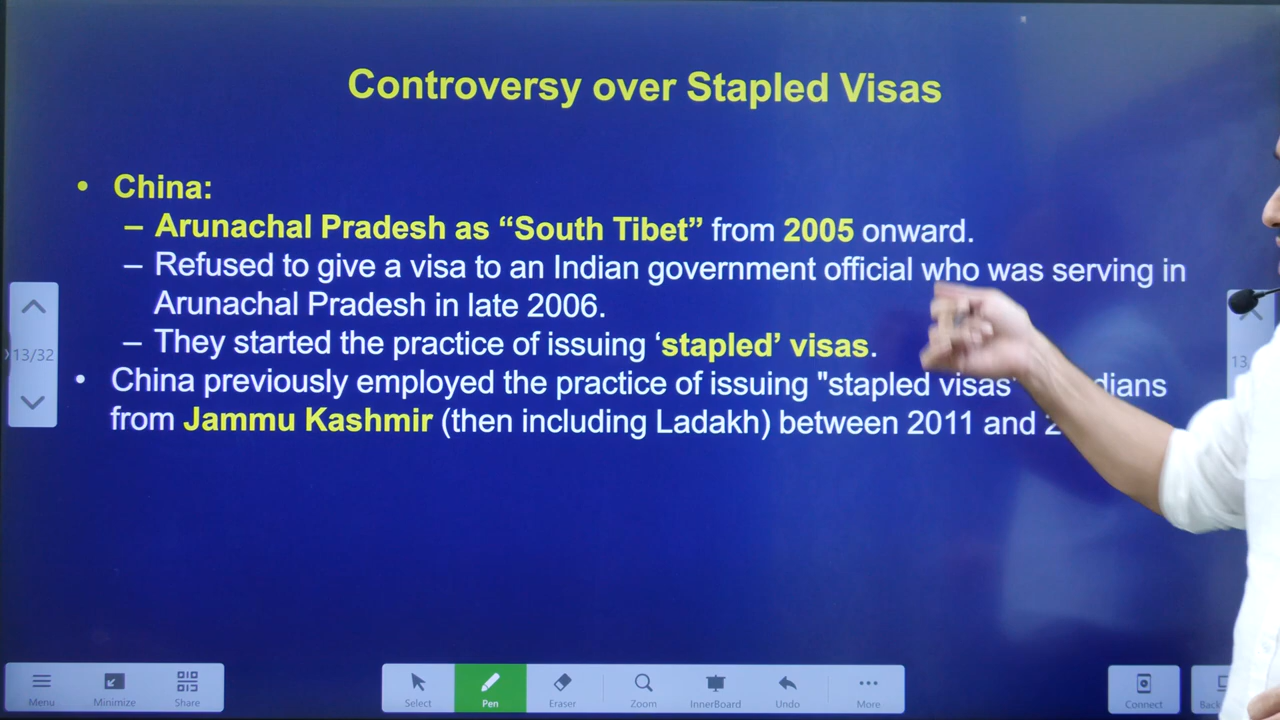 Controversy over Stapled Visas
• China:
– Arunachal Pradesh as “South Tibet” from 2005 onward.
– Refused to give a visa to an Indian government official who was serving in
Arunachal Pradesh in late 2006.
– They started the practice of issuing ‘stapled’ visas.
• China previously employed the practice of issuing "stapled visas"
from Jammu Kashmir (then including Ladakh) between 2011 and
13/32
13
Menu
Minimize
Share
Select
Pen
Eraser
Zoom
InnerBoard
Undo
More
Connect